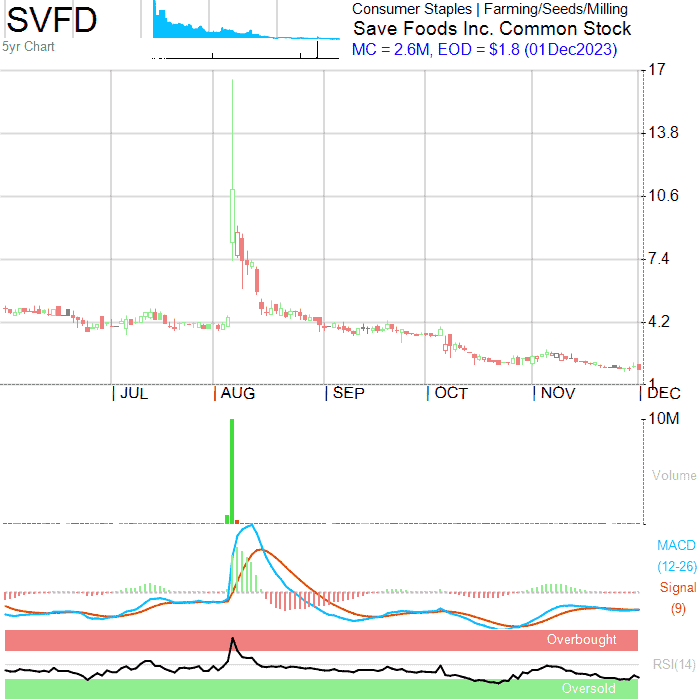 SVFD
5yr Chart
Consumer Staples | Farming/Seeds/Milling
Save Foods Inc. Common Stock
MC = 2.6M, EOD = $1.8 (01Dec2023)
17
13.8
10.6
7.4
4.2
1
JUL AUG SEP OCT NOV DEC
10M
Volume
MACD
(12-26)
Signal
(9)
Overbought
RSI(14)
Oversold